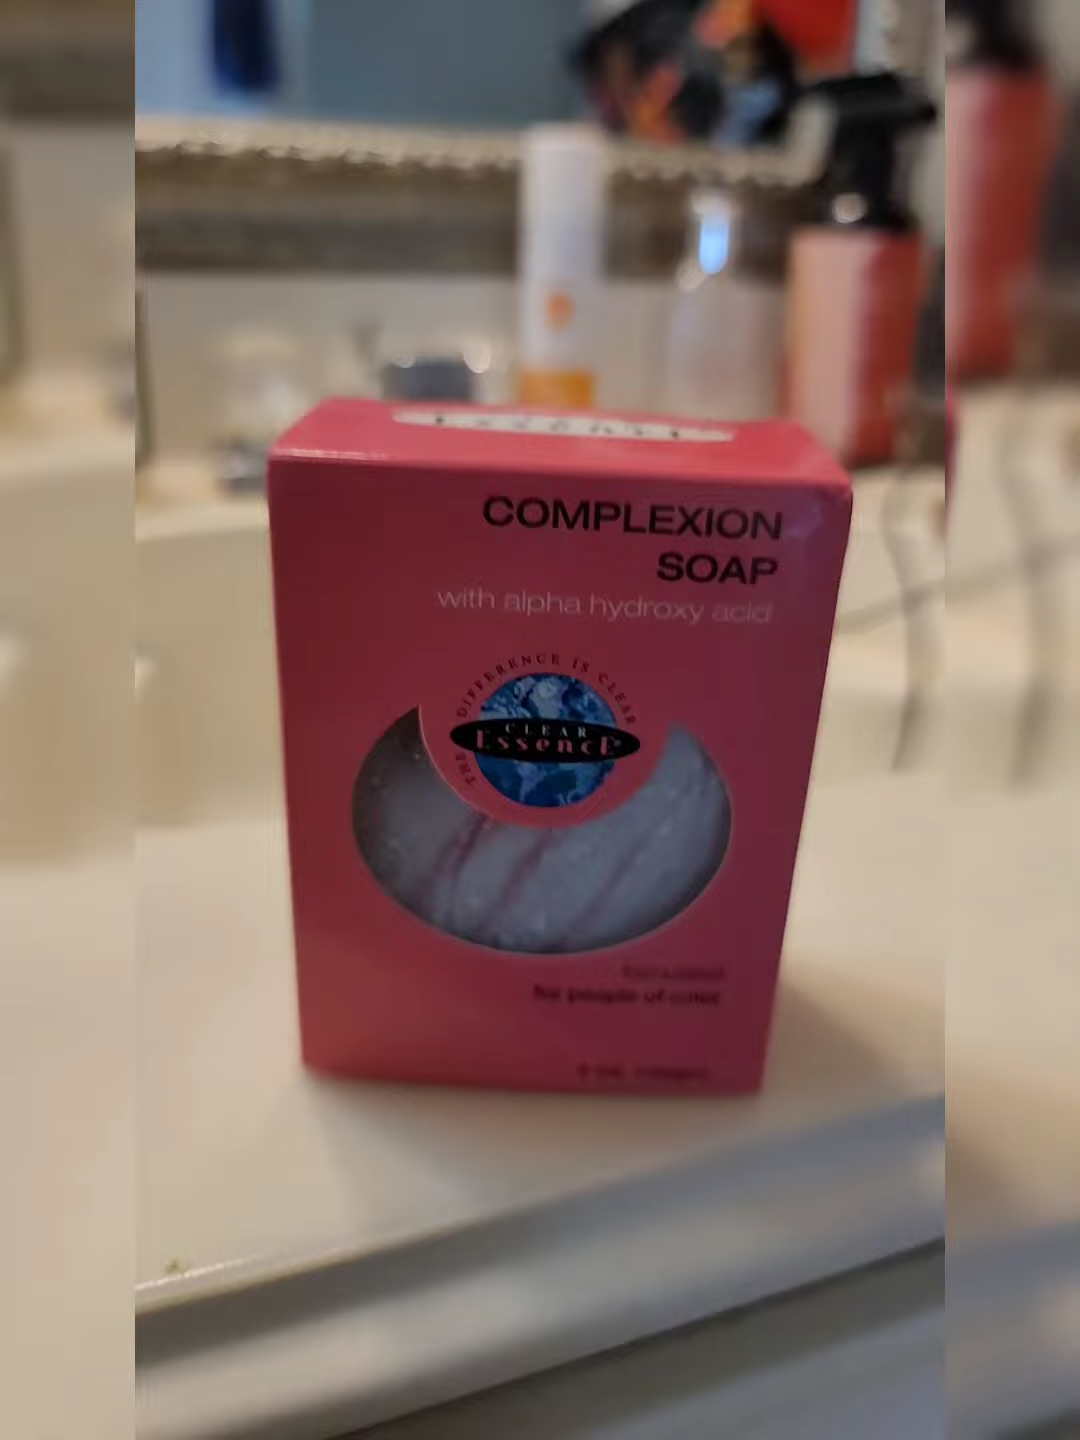 COMPLEXION
SOAP
with alpha hydroxy acid
THE DIFFERENCE IS CLEAR
CLEAR
EssencE
formulated
for people of color